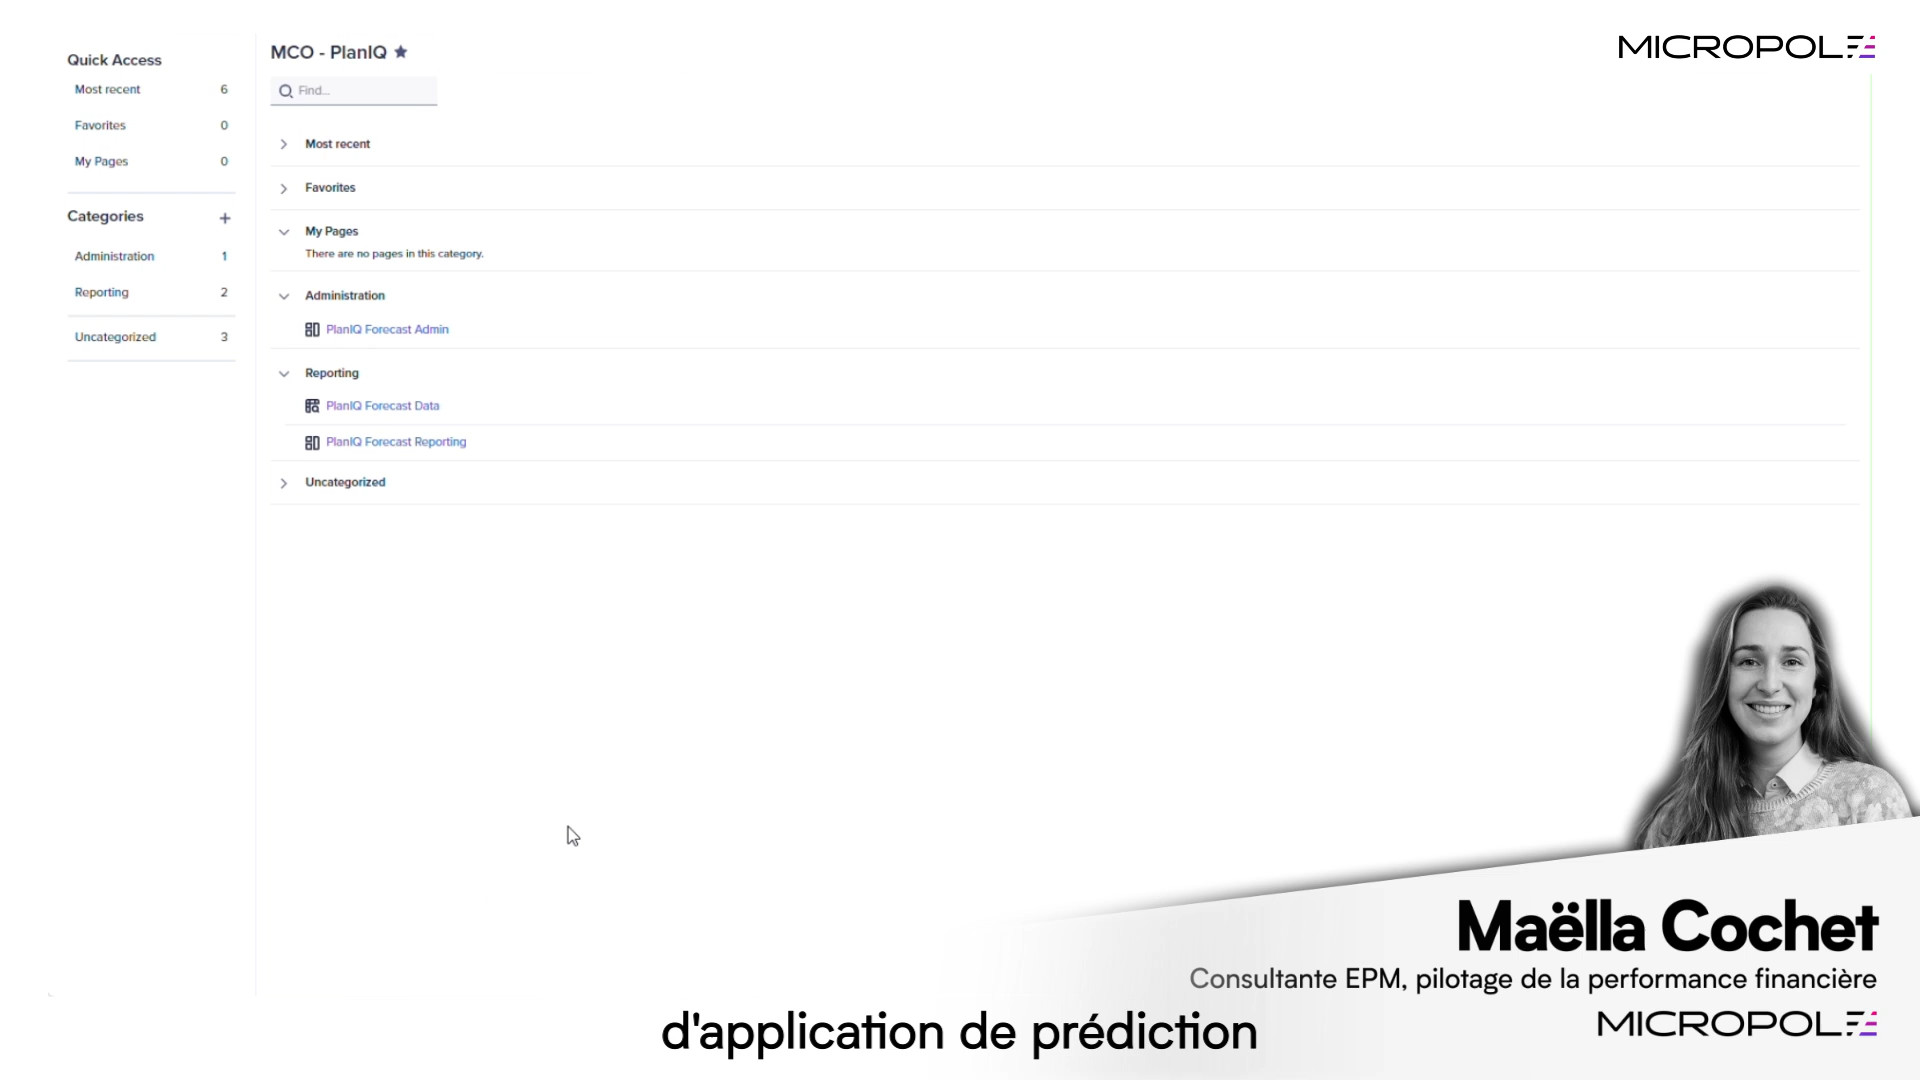 Quick Access
Most recent 6
Favorites 0
My Pages 0
Categories +
Administration 1
Reporting 2
Uncategorized 3
MCO - PlanIQ ★
Find...
Most recent
Favorites
My Pages
There are no pages in this category.
Administration
PlanIQ Forecast Admin
Reporting
PlanIQ Forecast Data
PlanIQ Forecast Reporting
Uncategorized
MICROPOLE
Maëlla Cochet
Consultante EPM, pilotage de la performance financière
MICROPOLE
d'application de prédiction